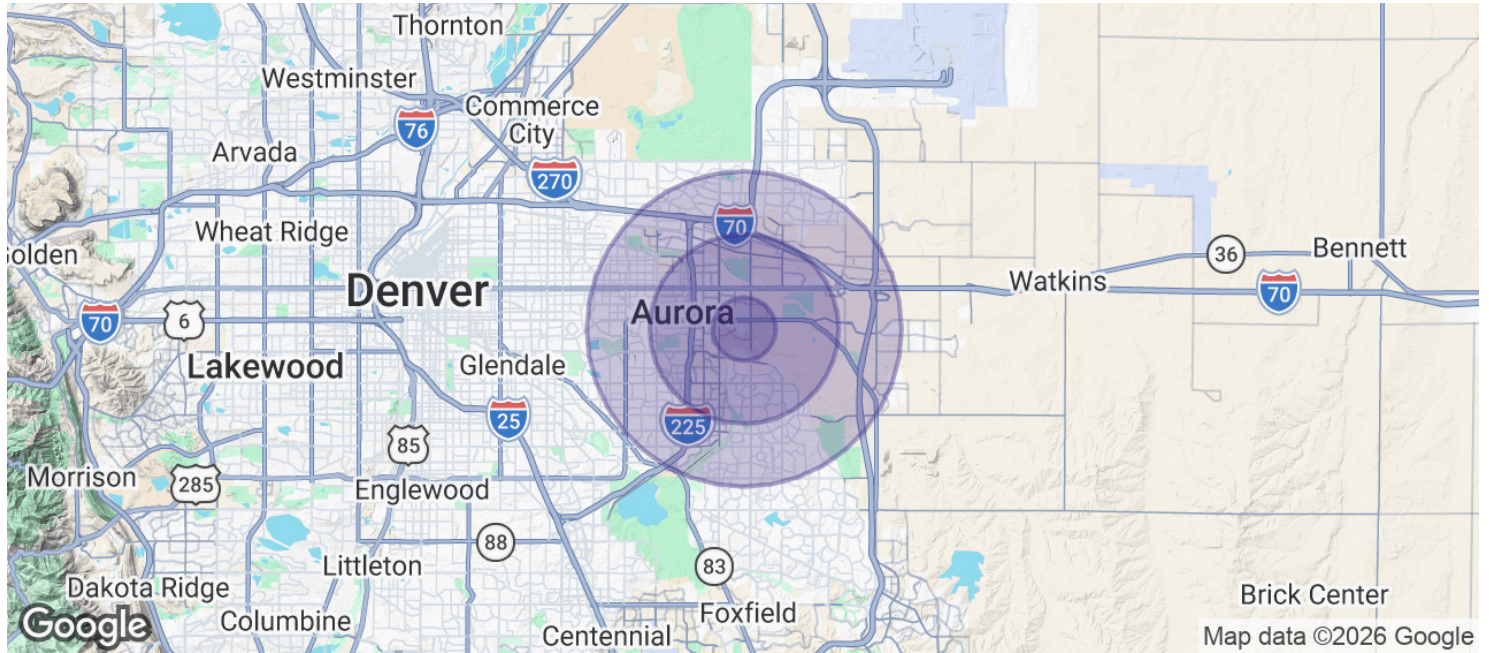 Thornton
Westminster
Commerce
City
76
Arvada
270
Wheat Ridge
70
Golden
36
Bennett
Denver
Watkins
70
Aurora
70
6
Lakewood
Glendale
25
225
85
Morrison
285
Englewood
88
Littleton
83
Dakota Ridge
Brick Center
Foxfield
Columbine
Centennial
Google
Map data ©2026 Google